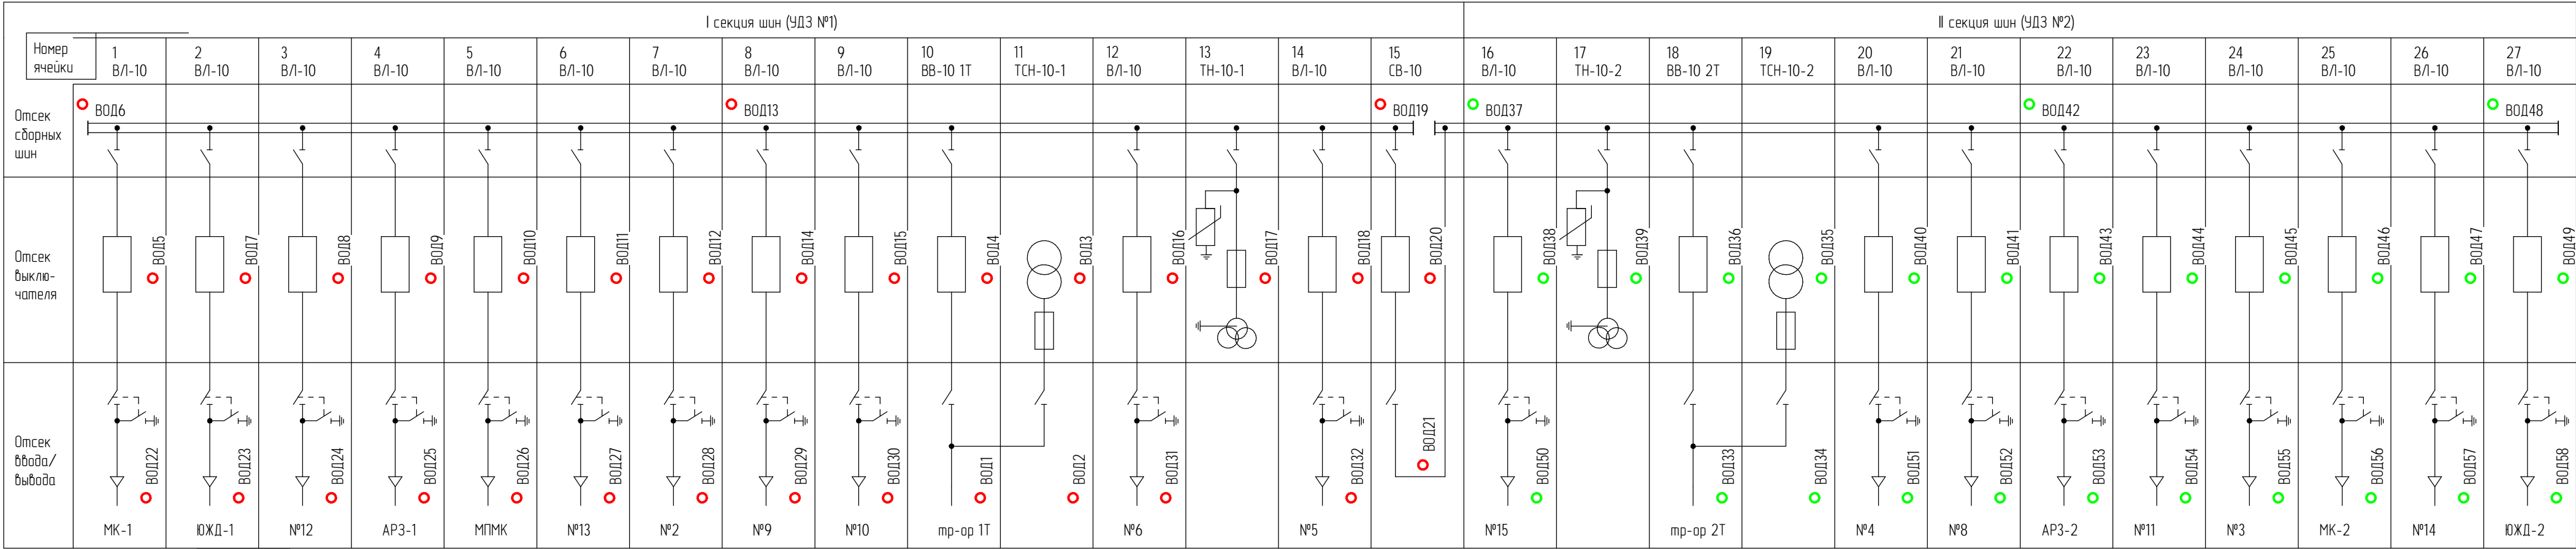 I секция шин (УДЗ №1)
II секция шин (УДЗ №2)
Номер
ячейки
1
ВЛ-10
2
ВЛ-10
3
ВЛ-10
4
ВЛ-10
5
ВЛ-10
6
ВЛ-10
7
ВЛ-10
8
ВЛ-10
9
ВЛ-10
10
ВВ-10 1Т
11
ТСН-10-1
12
ВЛ-10
13
ТН-10-1
14
ВЛ-10
15
СВ-10
16
ВЛ-10
17
ТН-10-2
18
ВВ-10 2Т
19
ТСН-10-2
20
ВЛ-10
21
ВЛ-10
22
ВЛ-10
23
ВЛ-10
24
ВЛ-10
25
ВЛ-10
26
ВЛ-10
27
ВЛ-10
Отсек
сборных
шин
ВОД6
ВОД13
ВОД19
ВОД37
ВОД42
ВОД48
Отсек
выклю-
чателя
ВОД5
ВОД7
ВОД8
ВОД9
ВОД10
ВОД11
ВОД12
ВОД14
ВОД15
ВОД4
ВОД3
ВОД16
ВОД17
ВОД18
ВОД20
ВОД38
ВОД39
ВОД36
ВОД35
ВОД40
ВОД41
ВОД43
ВОД44
ВОД45
ВОД46
ВОД47
ВОД49
Отсек
ввода/
вывода
ВОД22
ВОД23
ВОД24
ВОД25
ВОД26
ВОД27
ВОД28
ВОД29
ВОД30
ВОД1
ВОД2
ВОД31
ВОД32
ВОД21
ВОД50
ВОД33
ВОД34
ВОД51
ВОД52
ВОД53
ВОД54
ВОД55
ВОД56
ВОД57
ВОД58
МК-1
ЮЖД-1
№12
АРЗ-1
МПМК
№13
№2
№9
№10
тр-ор 1Т
№6
№5
№15
тр-ор 2Т
№4
№8
АРЗ-2
№11
№3
МК-2
№14
ЮЖД-2